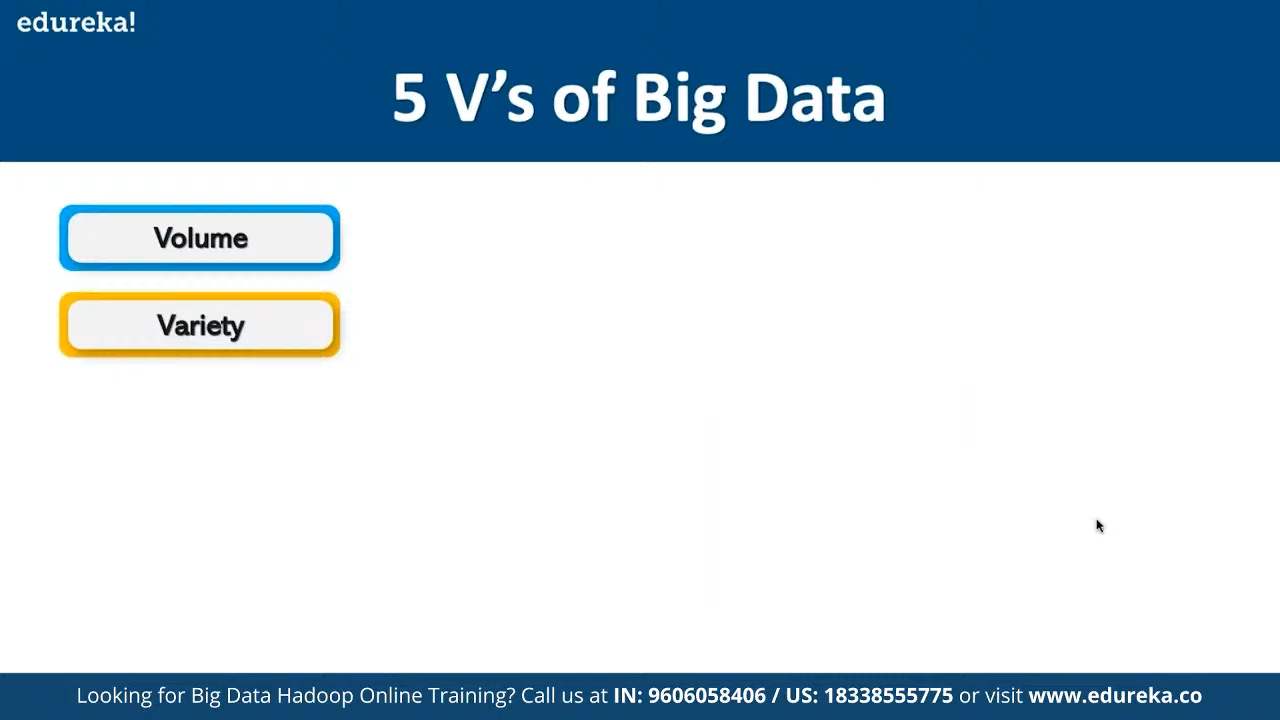 edureka!
5 V’s of Big Data
Volume
Variety
Looking for Big Data Hadoop Online Training? Call us at IN: 9606058406 / US: 18338555775 or visit www.edureka.co